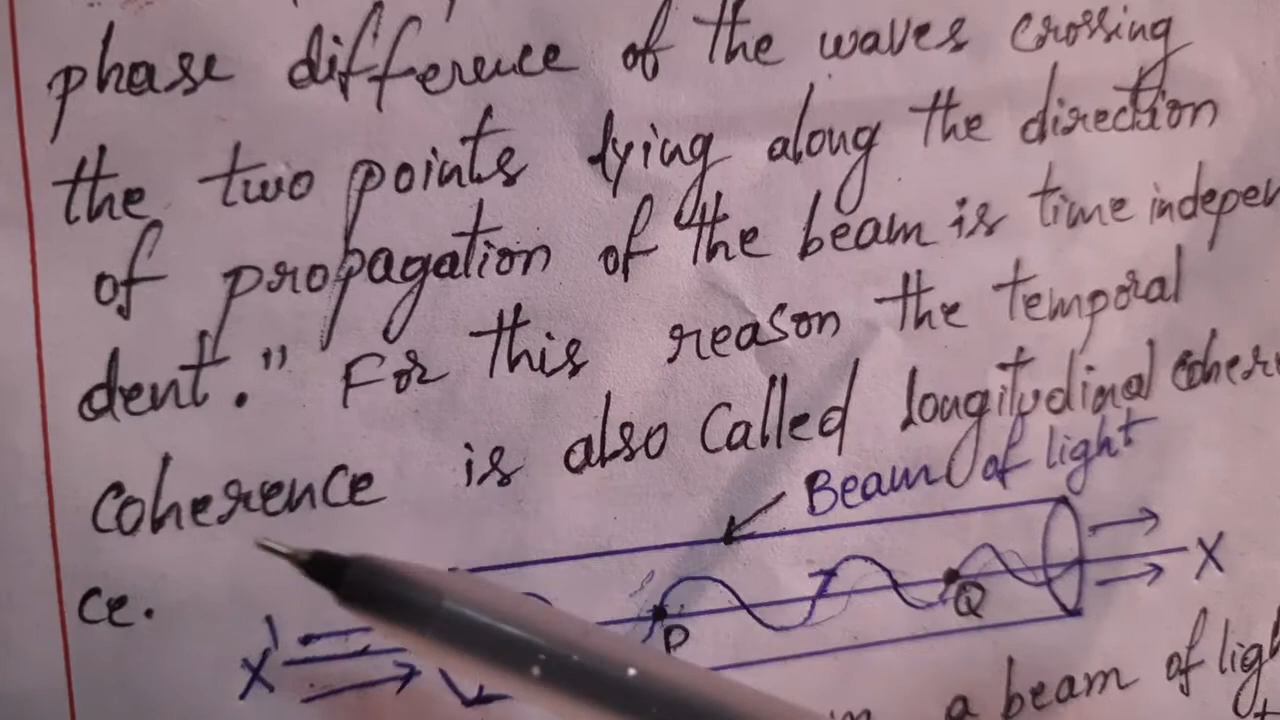 phase difference of the waves crossing
the two points lying along the direction
of propagation of the beam is time indepen
dent." For this reason the temporal
coherence is also called longitudinal coheren
ce.
Beam of light
X
P
Q
X'
a beam of light